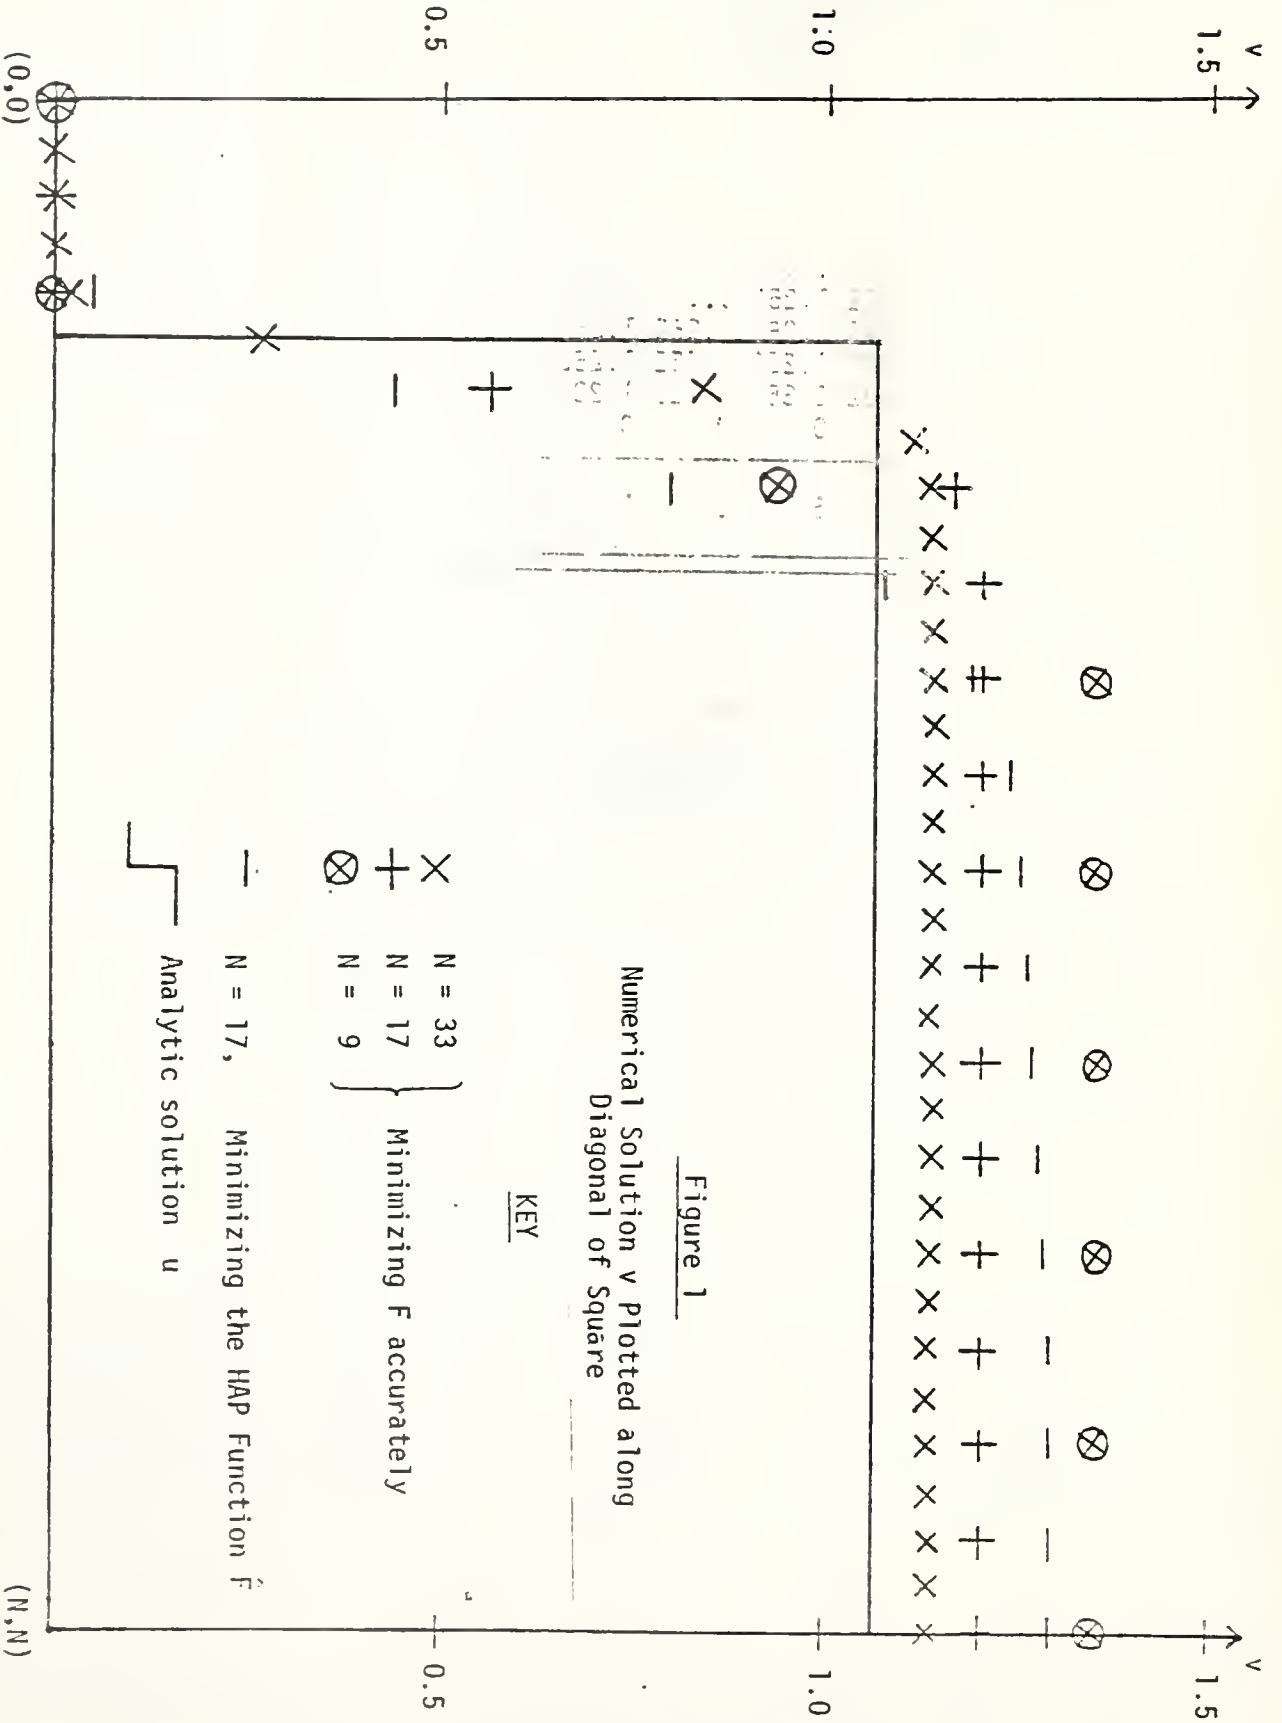 v
1.5
1.0
0.5
(0,0)
v
1.5
1.0
0.5
(N,N)
Figure 1
Numerical Solution v Plotted along
Diagonal of Square
KEY
× N = 33
+ N = 17
⊗ N = 9
Minimizing F accurately
— N = 17, Minimizing the HAP Function F̂
Analytic solution u